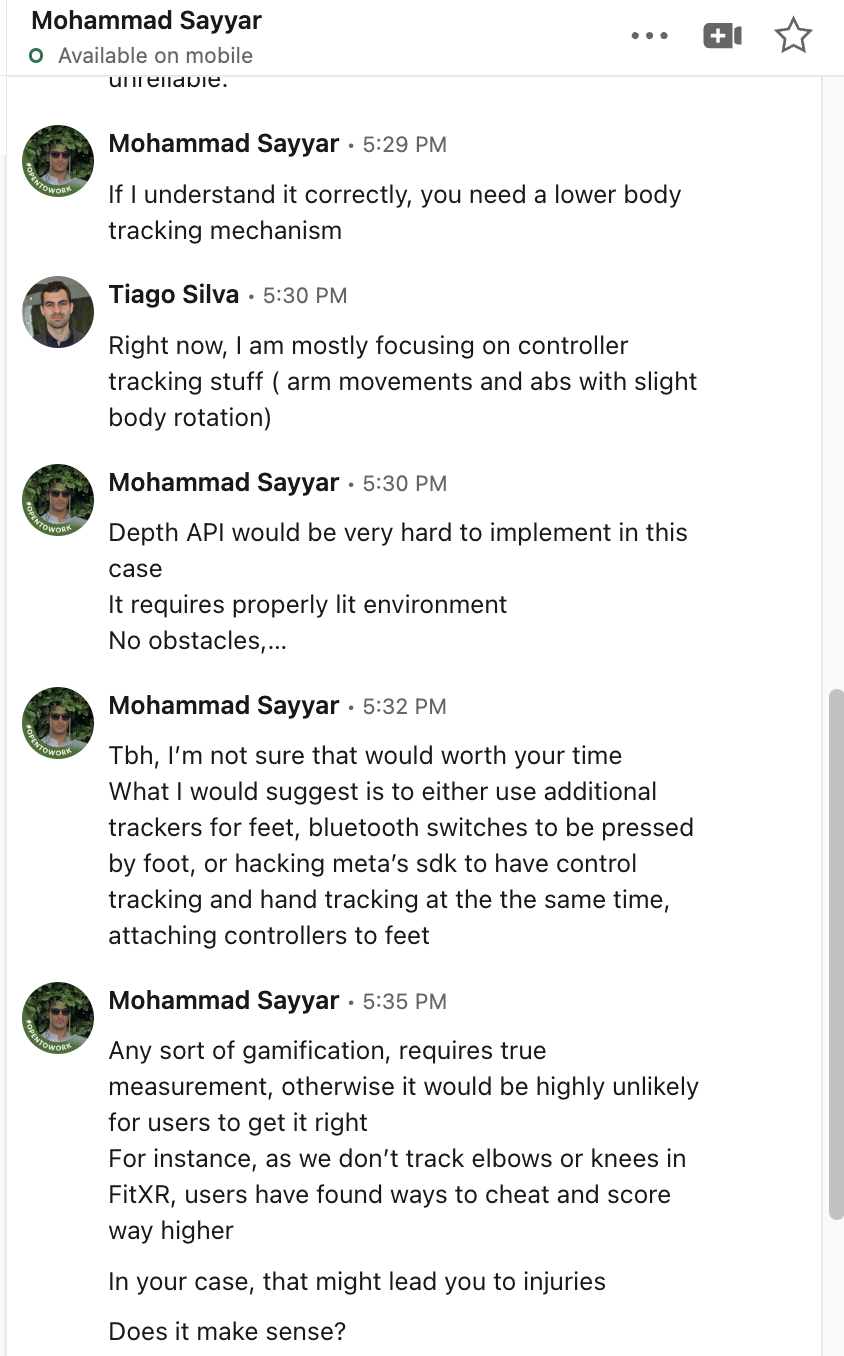 Mohammad Sayyar
Available on mobile
unreliable.
Mohammad Sayyar • 5:29 PM
If I understand it correctly, you need a lower body
tracking mechanism
Tiago Silva • 5:30 PM
Right now, I am mostly focusing on controller
tracking stuff ( arm movements and abs with slight
body rotation)
#OPENTOWORK
Mohammad Sayyar • 5:30 PM
Depth API would be very hard to implement in this
case
It requires properly lit environment
No obstacles,...
#OPENTOWORK
Mohammad Sayyar • 5:32 PM
Tbh, I’m not sure that would worth your time
What I would suggest is to either use additional
trackers for feet, bluetooth switches to be pressed
by foot, or hacking meta’s sdk to have control
tracking and hand tracking at the the same time,
attaching controllers to feet
#OPENTOWORK
Mohammad Sayyar • 5:35 PM
Any sort of gamification, requires true
measurement, otherwise it would be highly unlikely
for users to get it right
For instance, as we don’t track elbows or knees in
FitXR, users have found ways to cheat and score
way higher
In your case, that might lead you to injuries
Does it make sense?
#OPENTOWORK